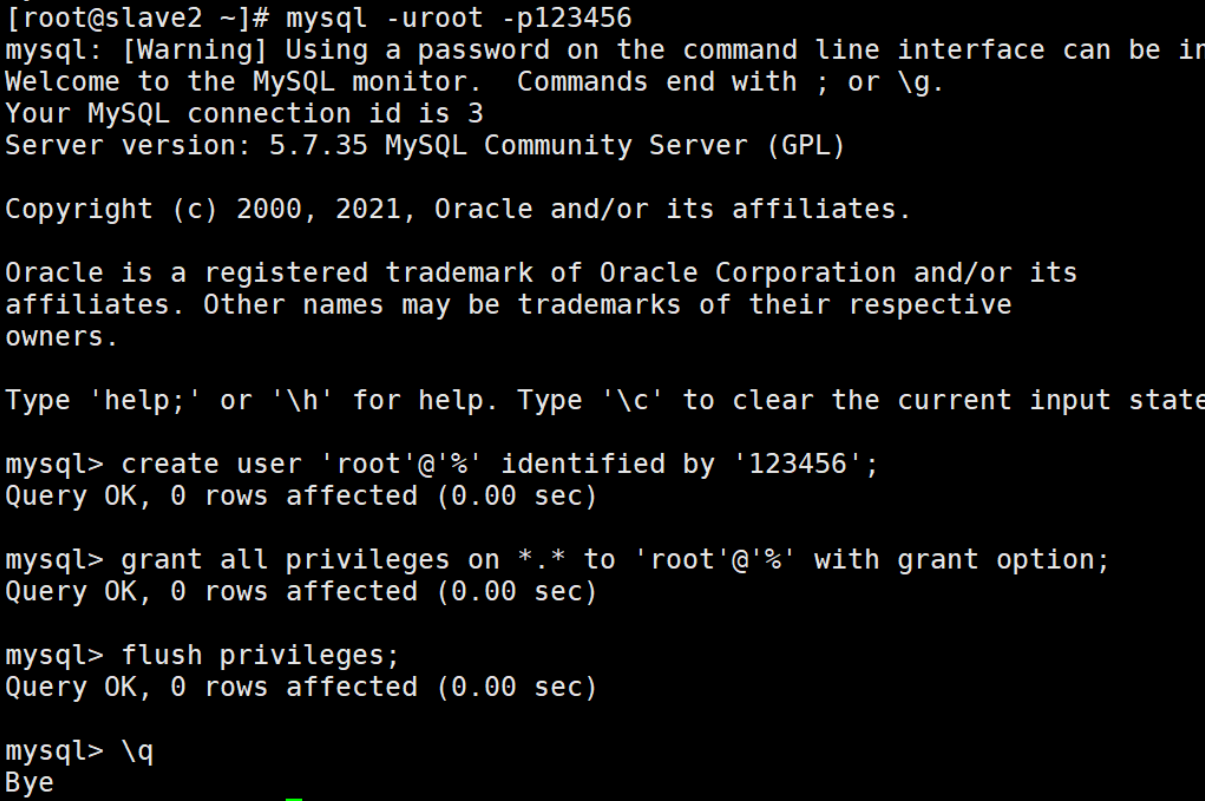 [root@slave2 ~]# mysql -uroot -p123456
mysql: [Warning] Using a password on the command line interface can be
Welcome to the MySQL monitor.  Commands end with ; or \g.
Your MySQL connection id is 3
Server version: 5.7.35 MySQL Community Server (GPL)
Copyright (c) 2000, 2021, Oracle and/or its affiliates.
Oracle is a registered trademark of Oracle Corporation and/or its
affiliates. Other names may be trademarks of their respective
owners.
Type 'help;' or '\h' for help. Type '\c' to clear the current input state
mysql> create user 'root'@'%' identified by '123456';
Query OK, 0 rows affected (0.00 sec)
mysql> grant all privileges on *.* to 'root'@'%' with grant option;
Query OK, 0 rows affected (0.00 sec)
mysql> flush privileges;
Query OK, 0 rows affected (0.00 sec)
mysql> \q
Bye